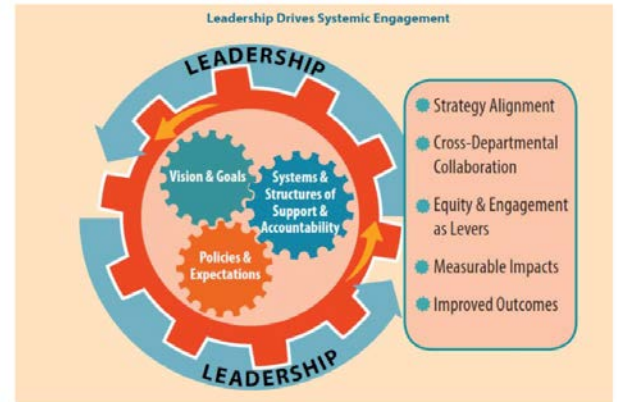 Leadership Drives Systemic Engagement
LEADERSHIP
Vision & Goals
Systems &
Structures of
Support &
Accountability
Policies &
Expectations
LEADERSHIP
Strategy Alignment
Cross-Departmental
Collaboration
Equity & Engagement
as Levers
Measurable Impacts
Improved Outcomes